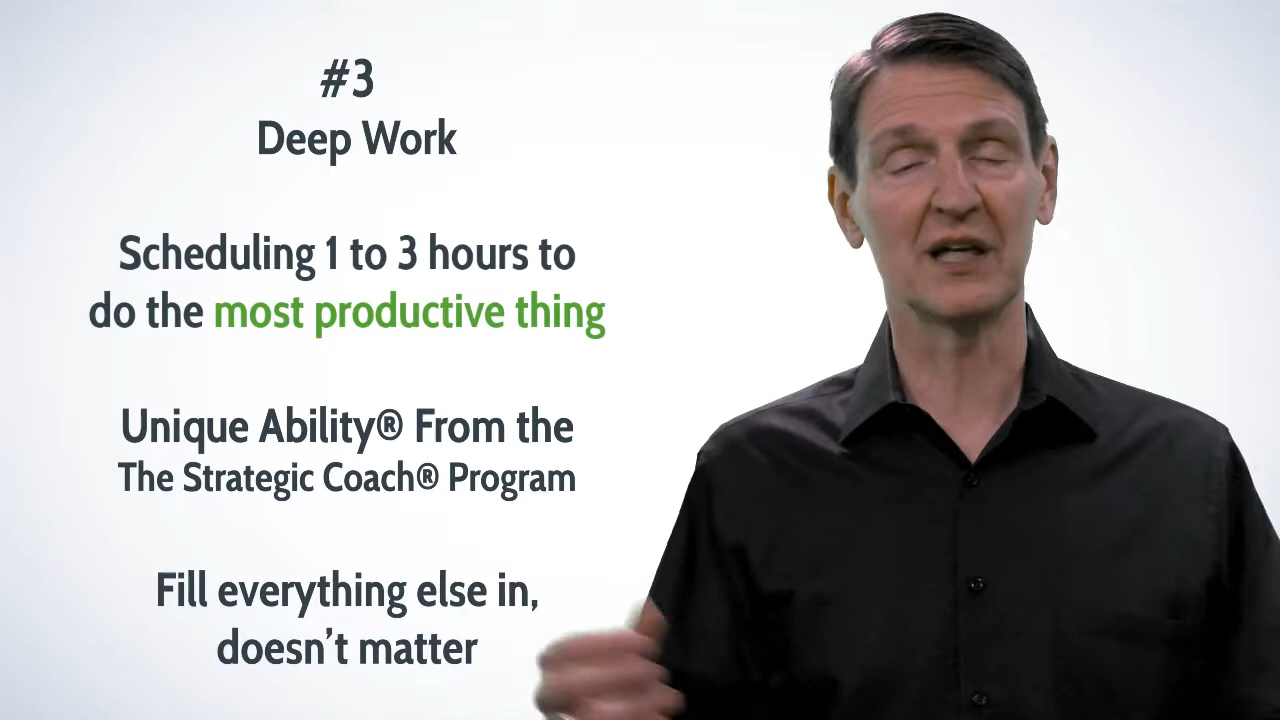 #3
Deep Work
Scheduling 1 to 3 hours to
do the most productive thing
Unique Ability® From the
The Strategic Coach® Program
Fill everything else in,
doesn't matter